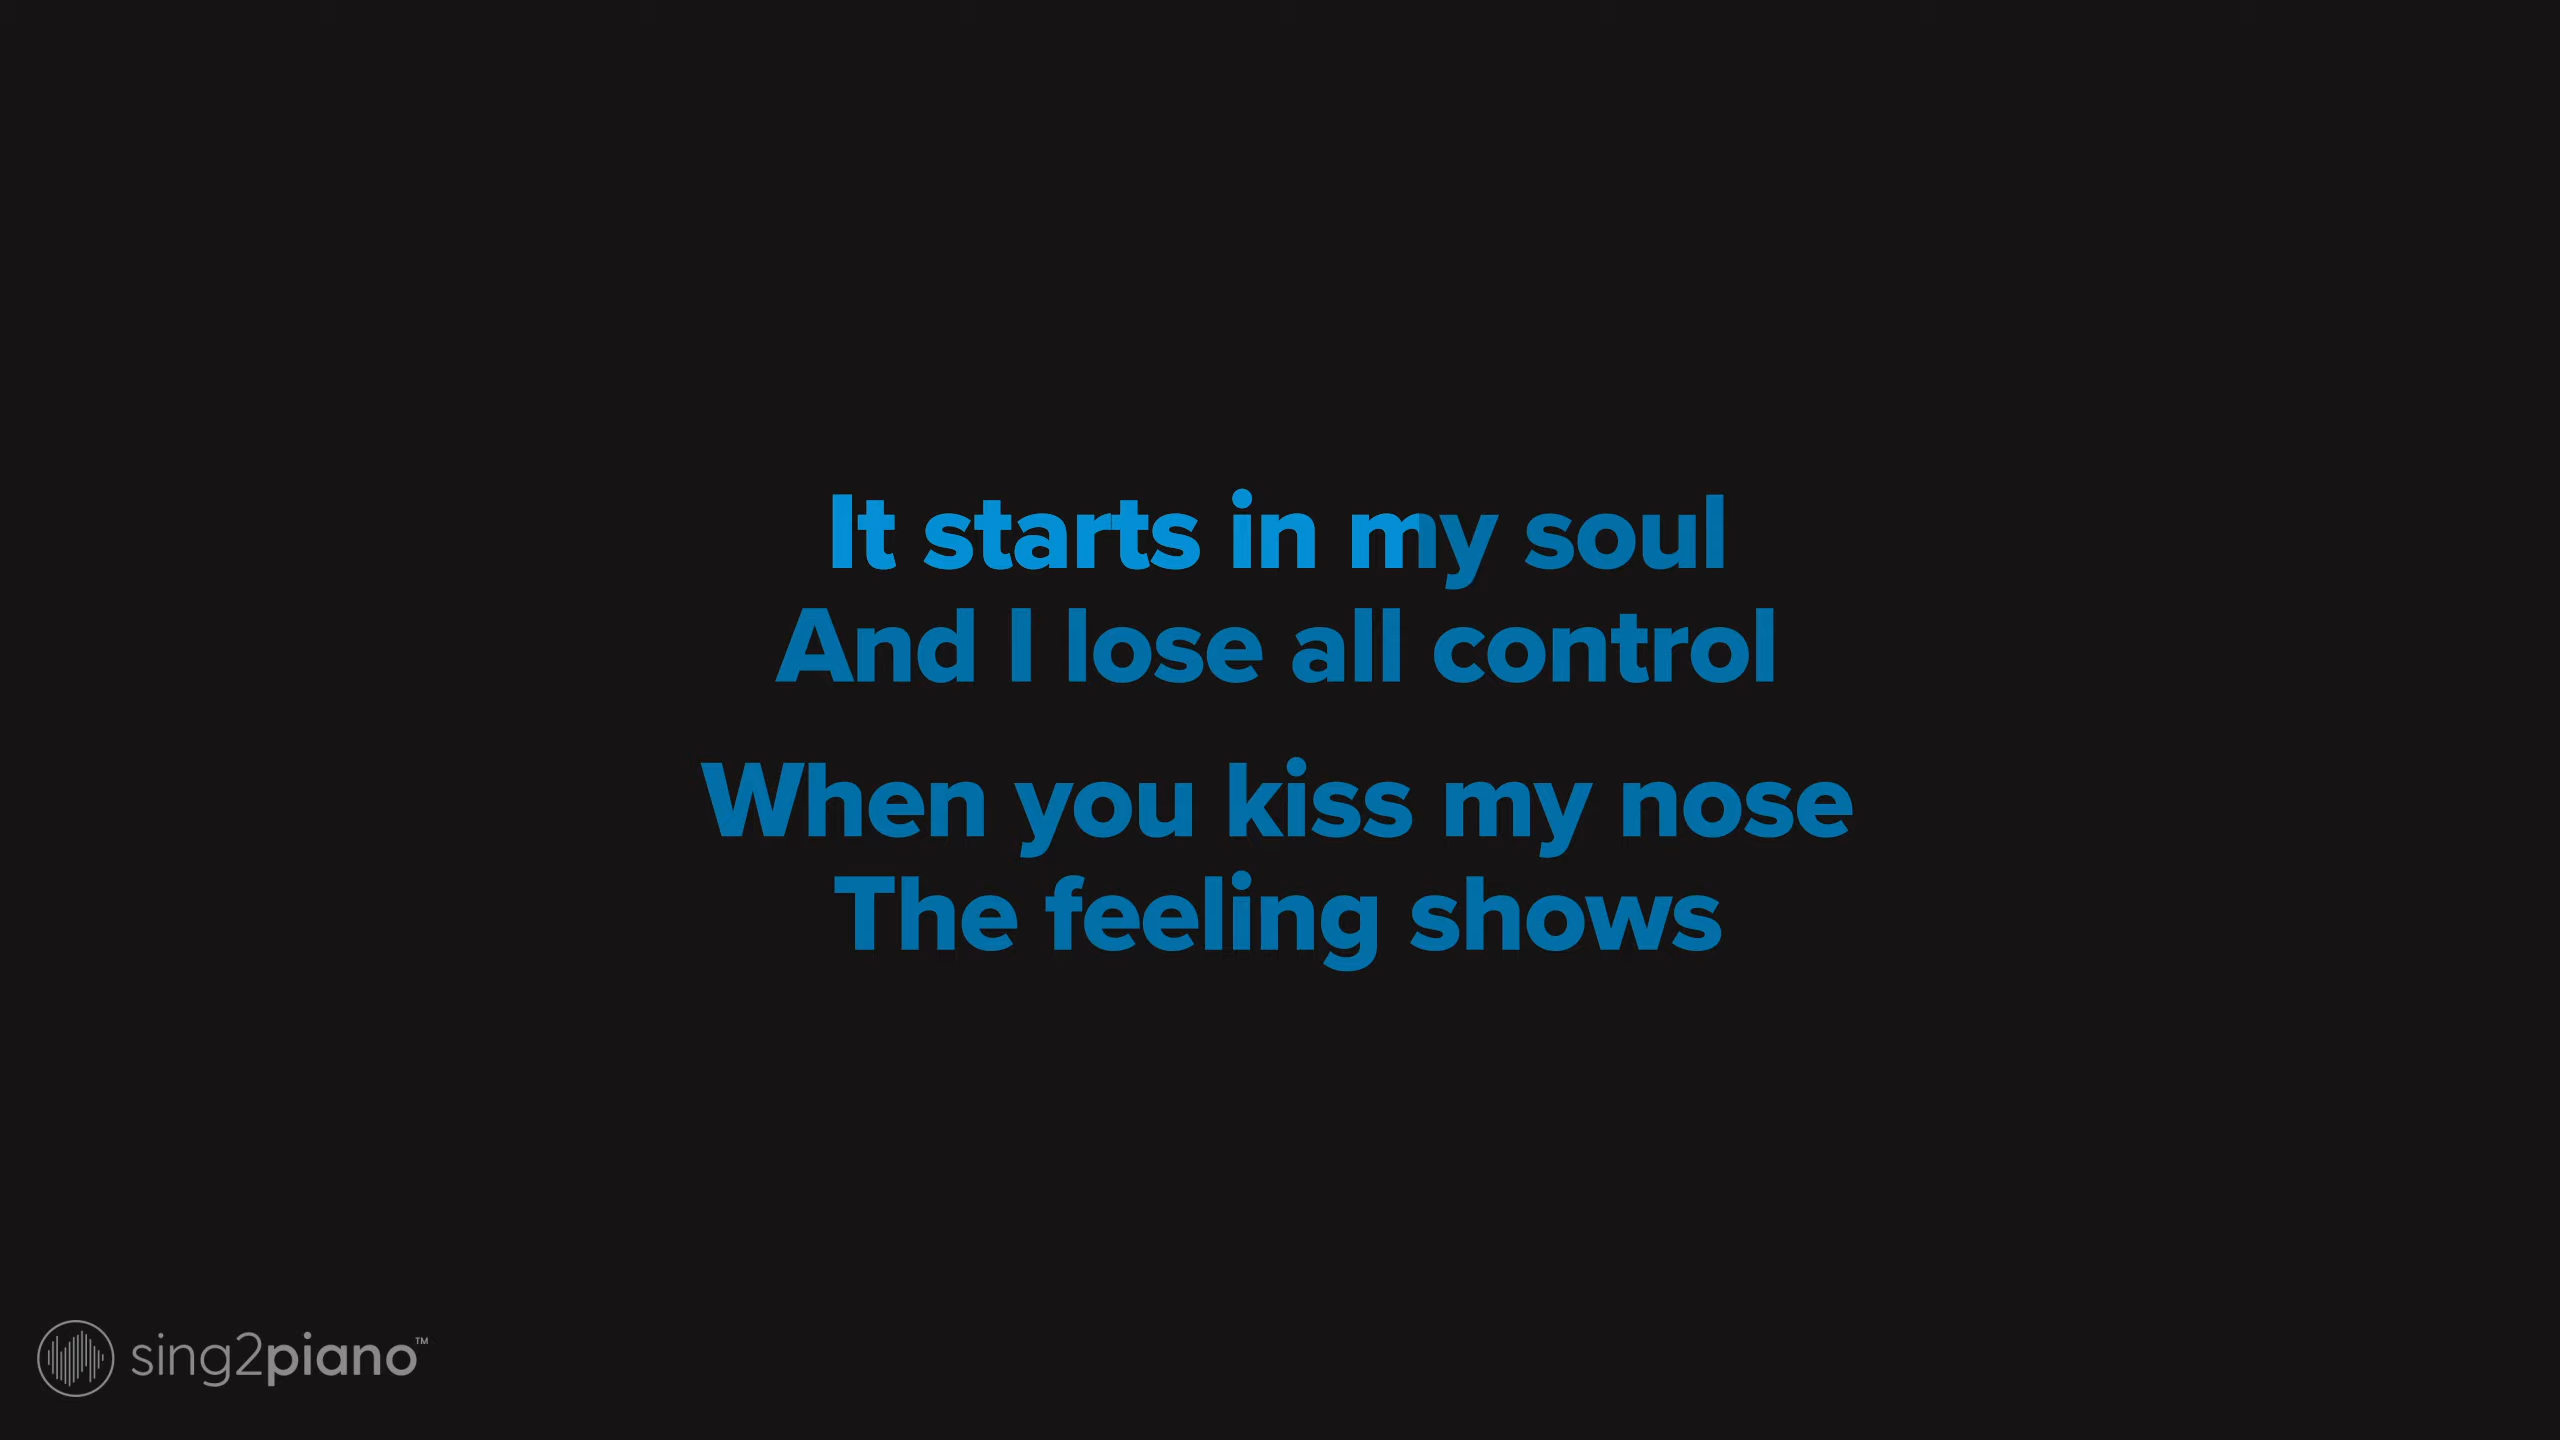 It starts in my soul
And I lose all control
When you kiss my nose
The feeling shows
sing2piano™